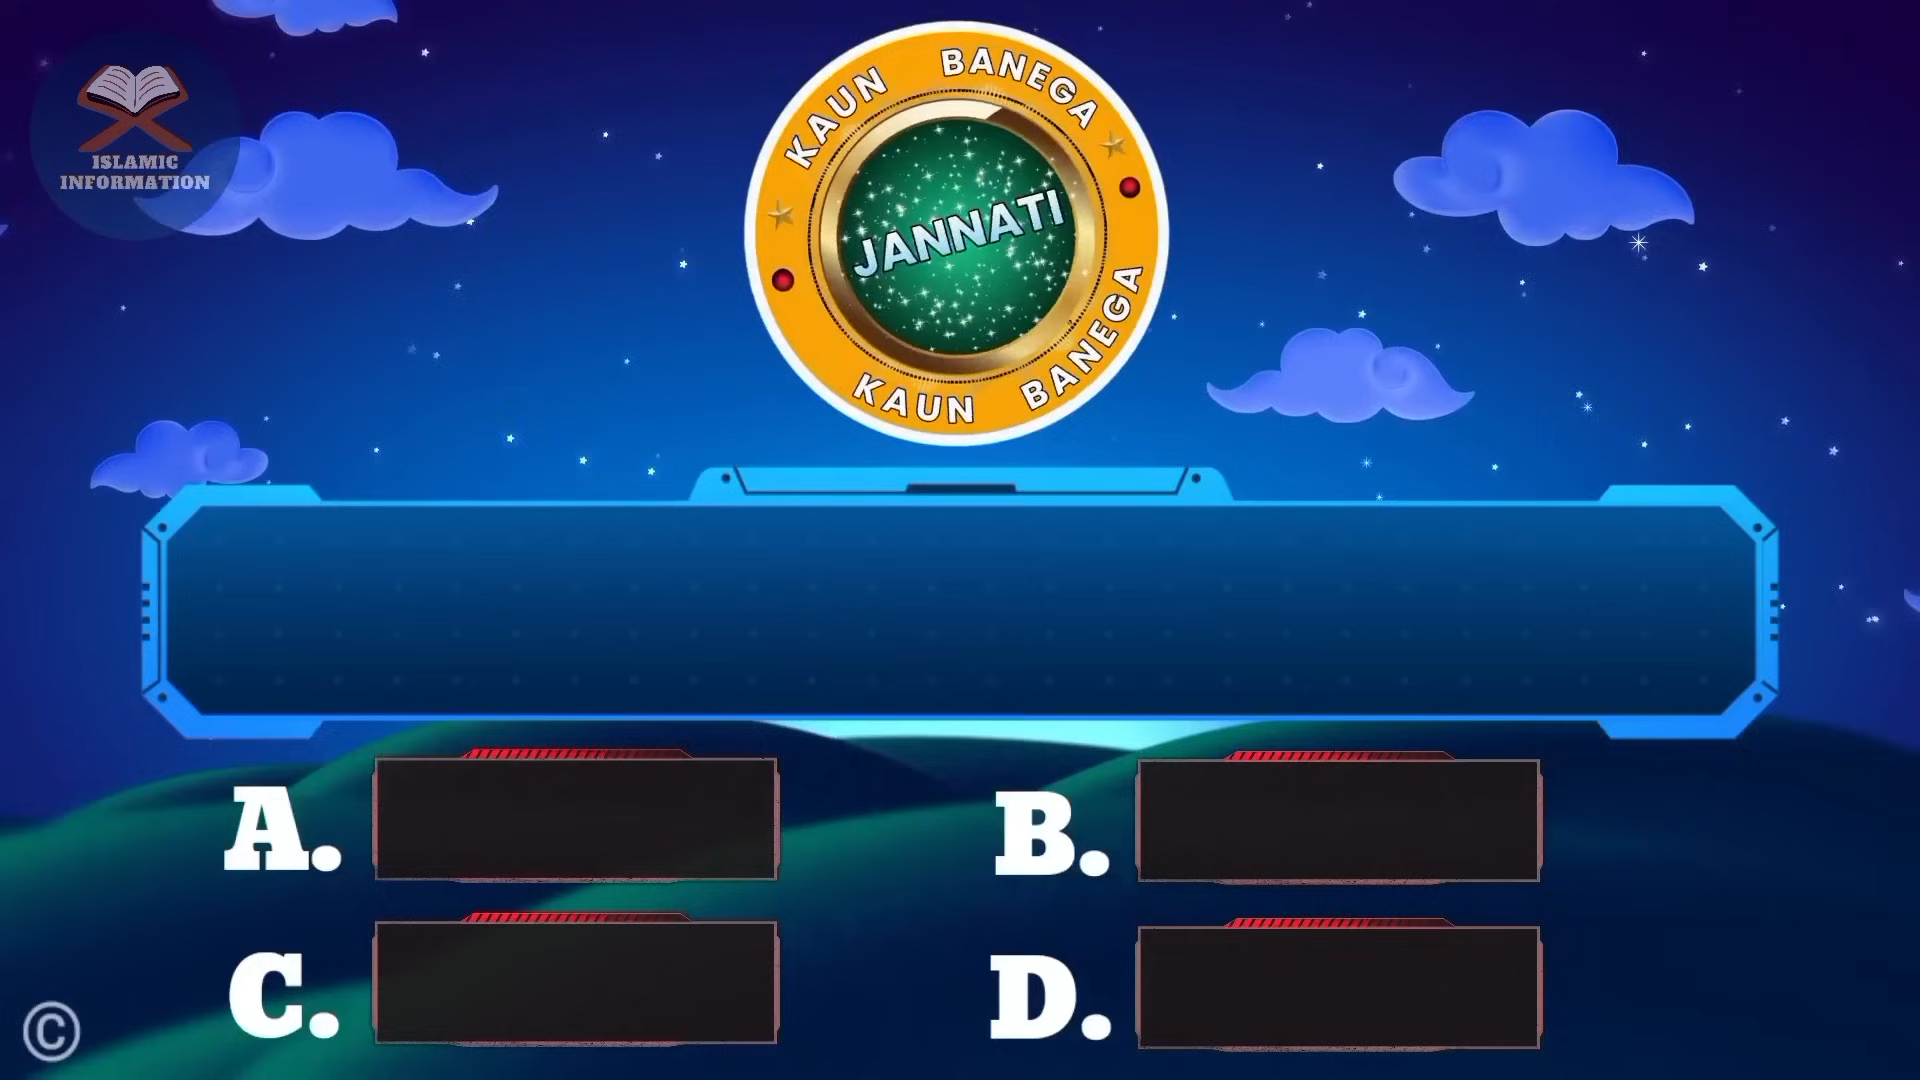 ISLAMIC
INFORMATION
KAUN BANEGA
JANNATI
KAUN BANEGA
A.
B.
C.
D.
©